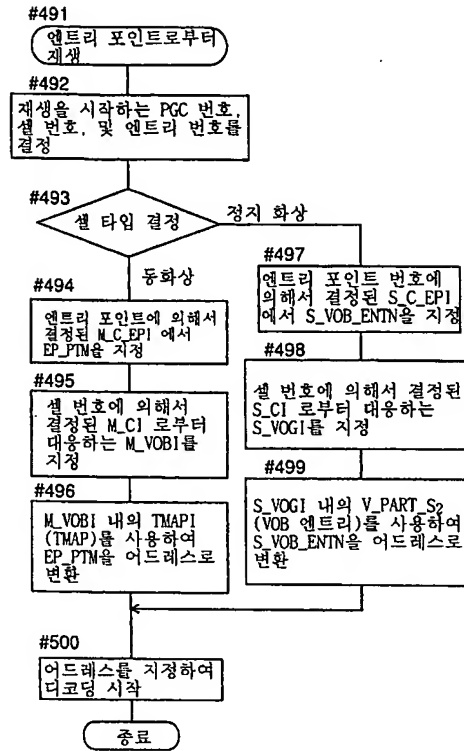 #491
엔트리 포인트로부터
재생
#492
재생을 시작하는 PGC 번호,
셀 번호, 및 엔트리 번호를
결정
#493
셀 타입 결정
정지 화상
동화상
#494
엔트리 포인트에 의해서
결정된 M_C_EPI 에서
EP_PTM을 지정
#495
셀 번호에 의해서
결정된 M_CI 로부터
대응하는 M_VOBI를
지정
#496
M_VOBI 내의 TMAPI
(TMAP)를 사용하여
EP_PTM을 어드레스로
변환
#497
엔트리 포인트 번호에
의해서 결정된 S_C_EPI
에서 S_VOB_ENTN을 지정
#498
셀 번호에 의해서 결정된
S_CI 로부터 대응하는
S_VOGI를 지정
#499
S_VOGI 내의 V_PART_S₂
(VOB 엔트리)를 사용하여
S_VOB_ENTN을 어드레스로
변환
#500
어드레스를 지정하여
디코딩 시작
종료